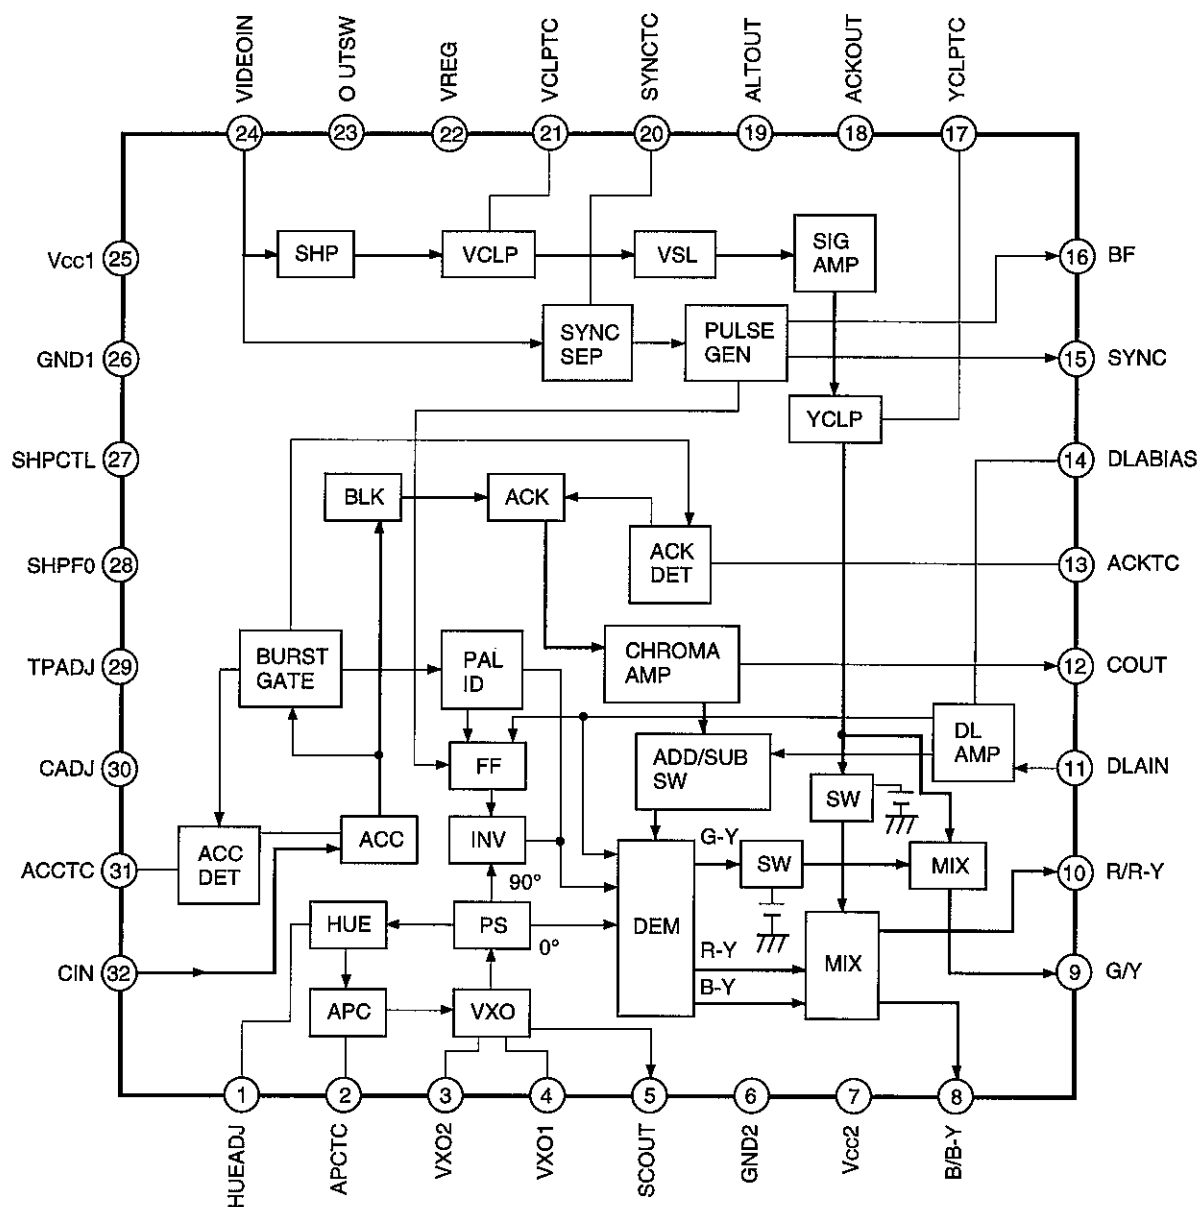 VIDEOIN
O UTSW
VREG
VCLPTC
SYNCTC
ALTOUT
ACKOUT
YCLPTC
24
23
22
21
20
19
18
17
Vcc1 25
SHP
VCLP
VSL
SIG
AMP
16 BF
GND1 26
SYNC
SEP
PULSE
GEN
15 SYNC
YCLP
SHPCTL 27
14 DLABIAS
BLK
ACK
SHPF0 28
ACK
DET
13 ACKTC
TPADJ 29
BURST
GATE
PAL
ID
CHROMA
AMP
12 COUT
CADJ 30
FF
ADD/SUB
SW
DL
AMP
11 DLAIN
SW
ACCTC 31
ACC
DET
ACC
INV
G-Y
SW
MIX
10 R/R-Y
90°
HUE
PS
0°
DEM
R-Y
B-Y
MIX
CIN 32
9 G/Y
APC
VXO
1
2
3
4
5
6
7
8
HUEADJ
APCTC
VXO2
VXO1
SCOUT
GND2
Vcc2
B/B-Y